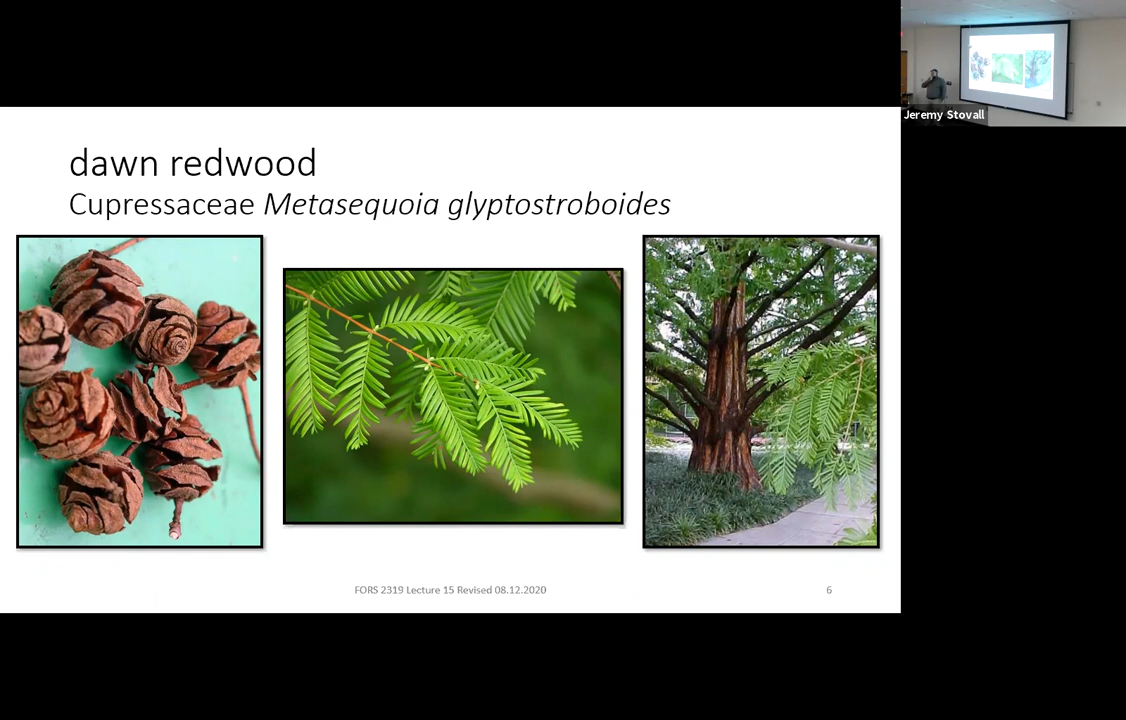 dawn redwood
Cupressaceae Metasequoia glyptostroboides
FORS 2319 Lecture 15 Revised 08.12.2020
6
Jeremy Stovall